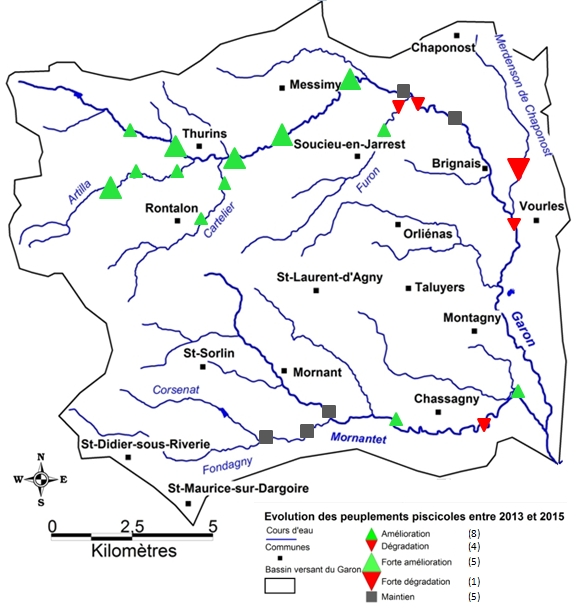 Chaponost
Merdenson de Chaponost
Messimy
Thurins
Soucieu-en-Jarrest
Brignais
Artilla
Furon
Rontalon
Cartelier
Vourles
Orliénas
St-Laurent-d'Agny
Taluyers
Garon
Montagny
St-Sorlin
Mornant
Corsenat
Chassagny
St-Didier-sous-Riverie
Mornantet
Fondagny
N
W E
S
St-Maurice-sur-Dargoire
0 2,5 5
Kilomètres
Evolution des peuplements piscicoles entre 2013 et 2015
Cours d'eau
Communes
Bassin versant du Garon
Amélioration (8)
Dégradation (4)
Forte amélioration (5)
Forte dégradation (1)
Maintien (5)